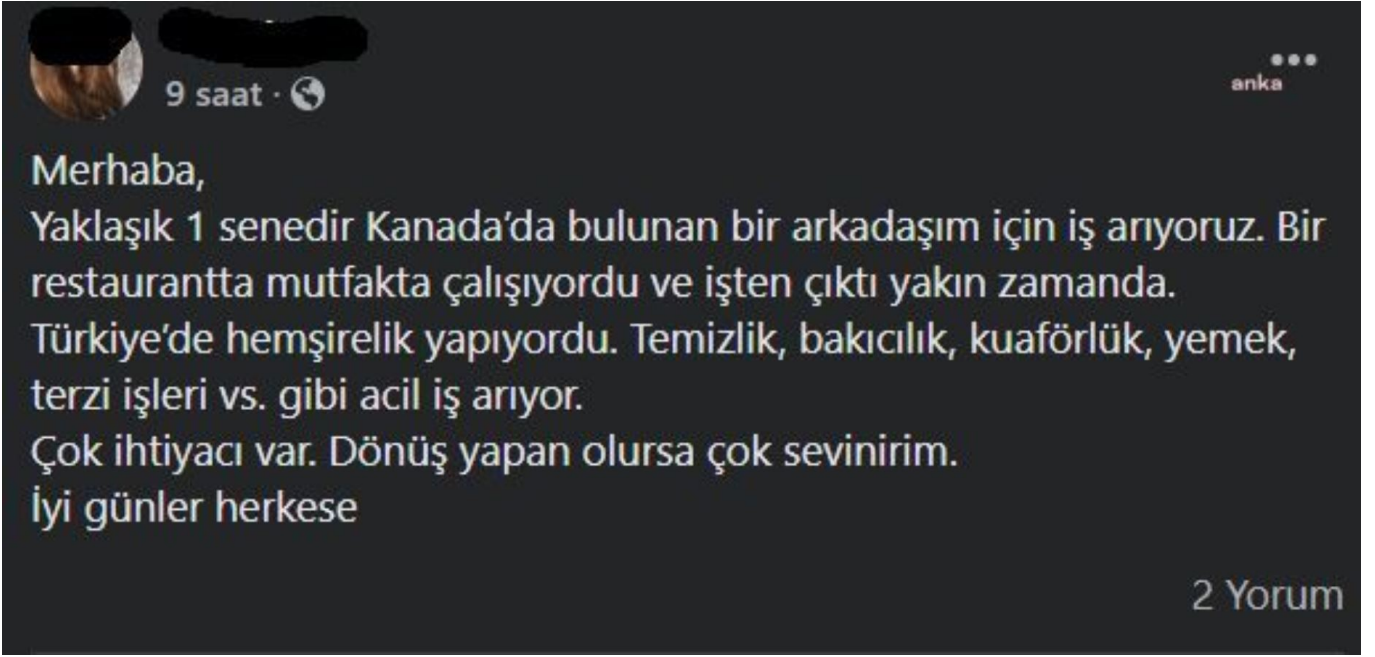 9 saat ·
anka
Merhaba,
Yaklaşık 1 senedir Kanada’da bulunan bir arkadaşım için iş arıyoruz. Bir
restaurantta mutfakta çalışıyordu ve işten çıktı yakın zamanda.
Türkiye’de hemşirelik yapıyordu. Temizlik, bakıcılık, kuaförlük, yemek,
terzi işleri vs. gibi acil iş arıyor.
Çok ihtiyacı var. Dönüş yapan olursa çok sevinirim.
İyi günler herkese
2 Yorum